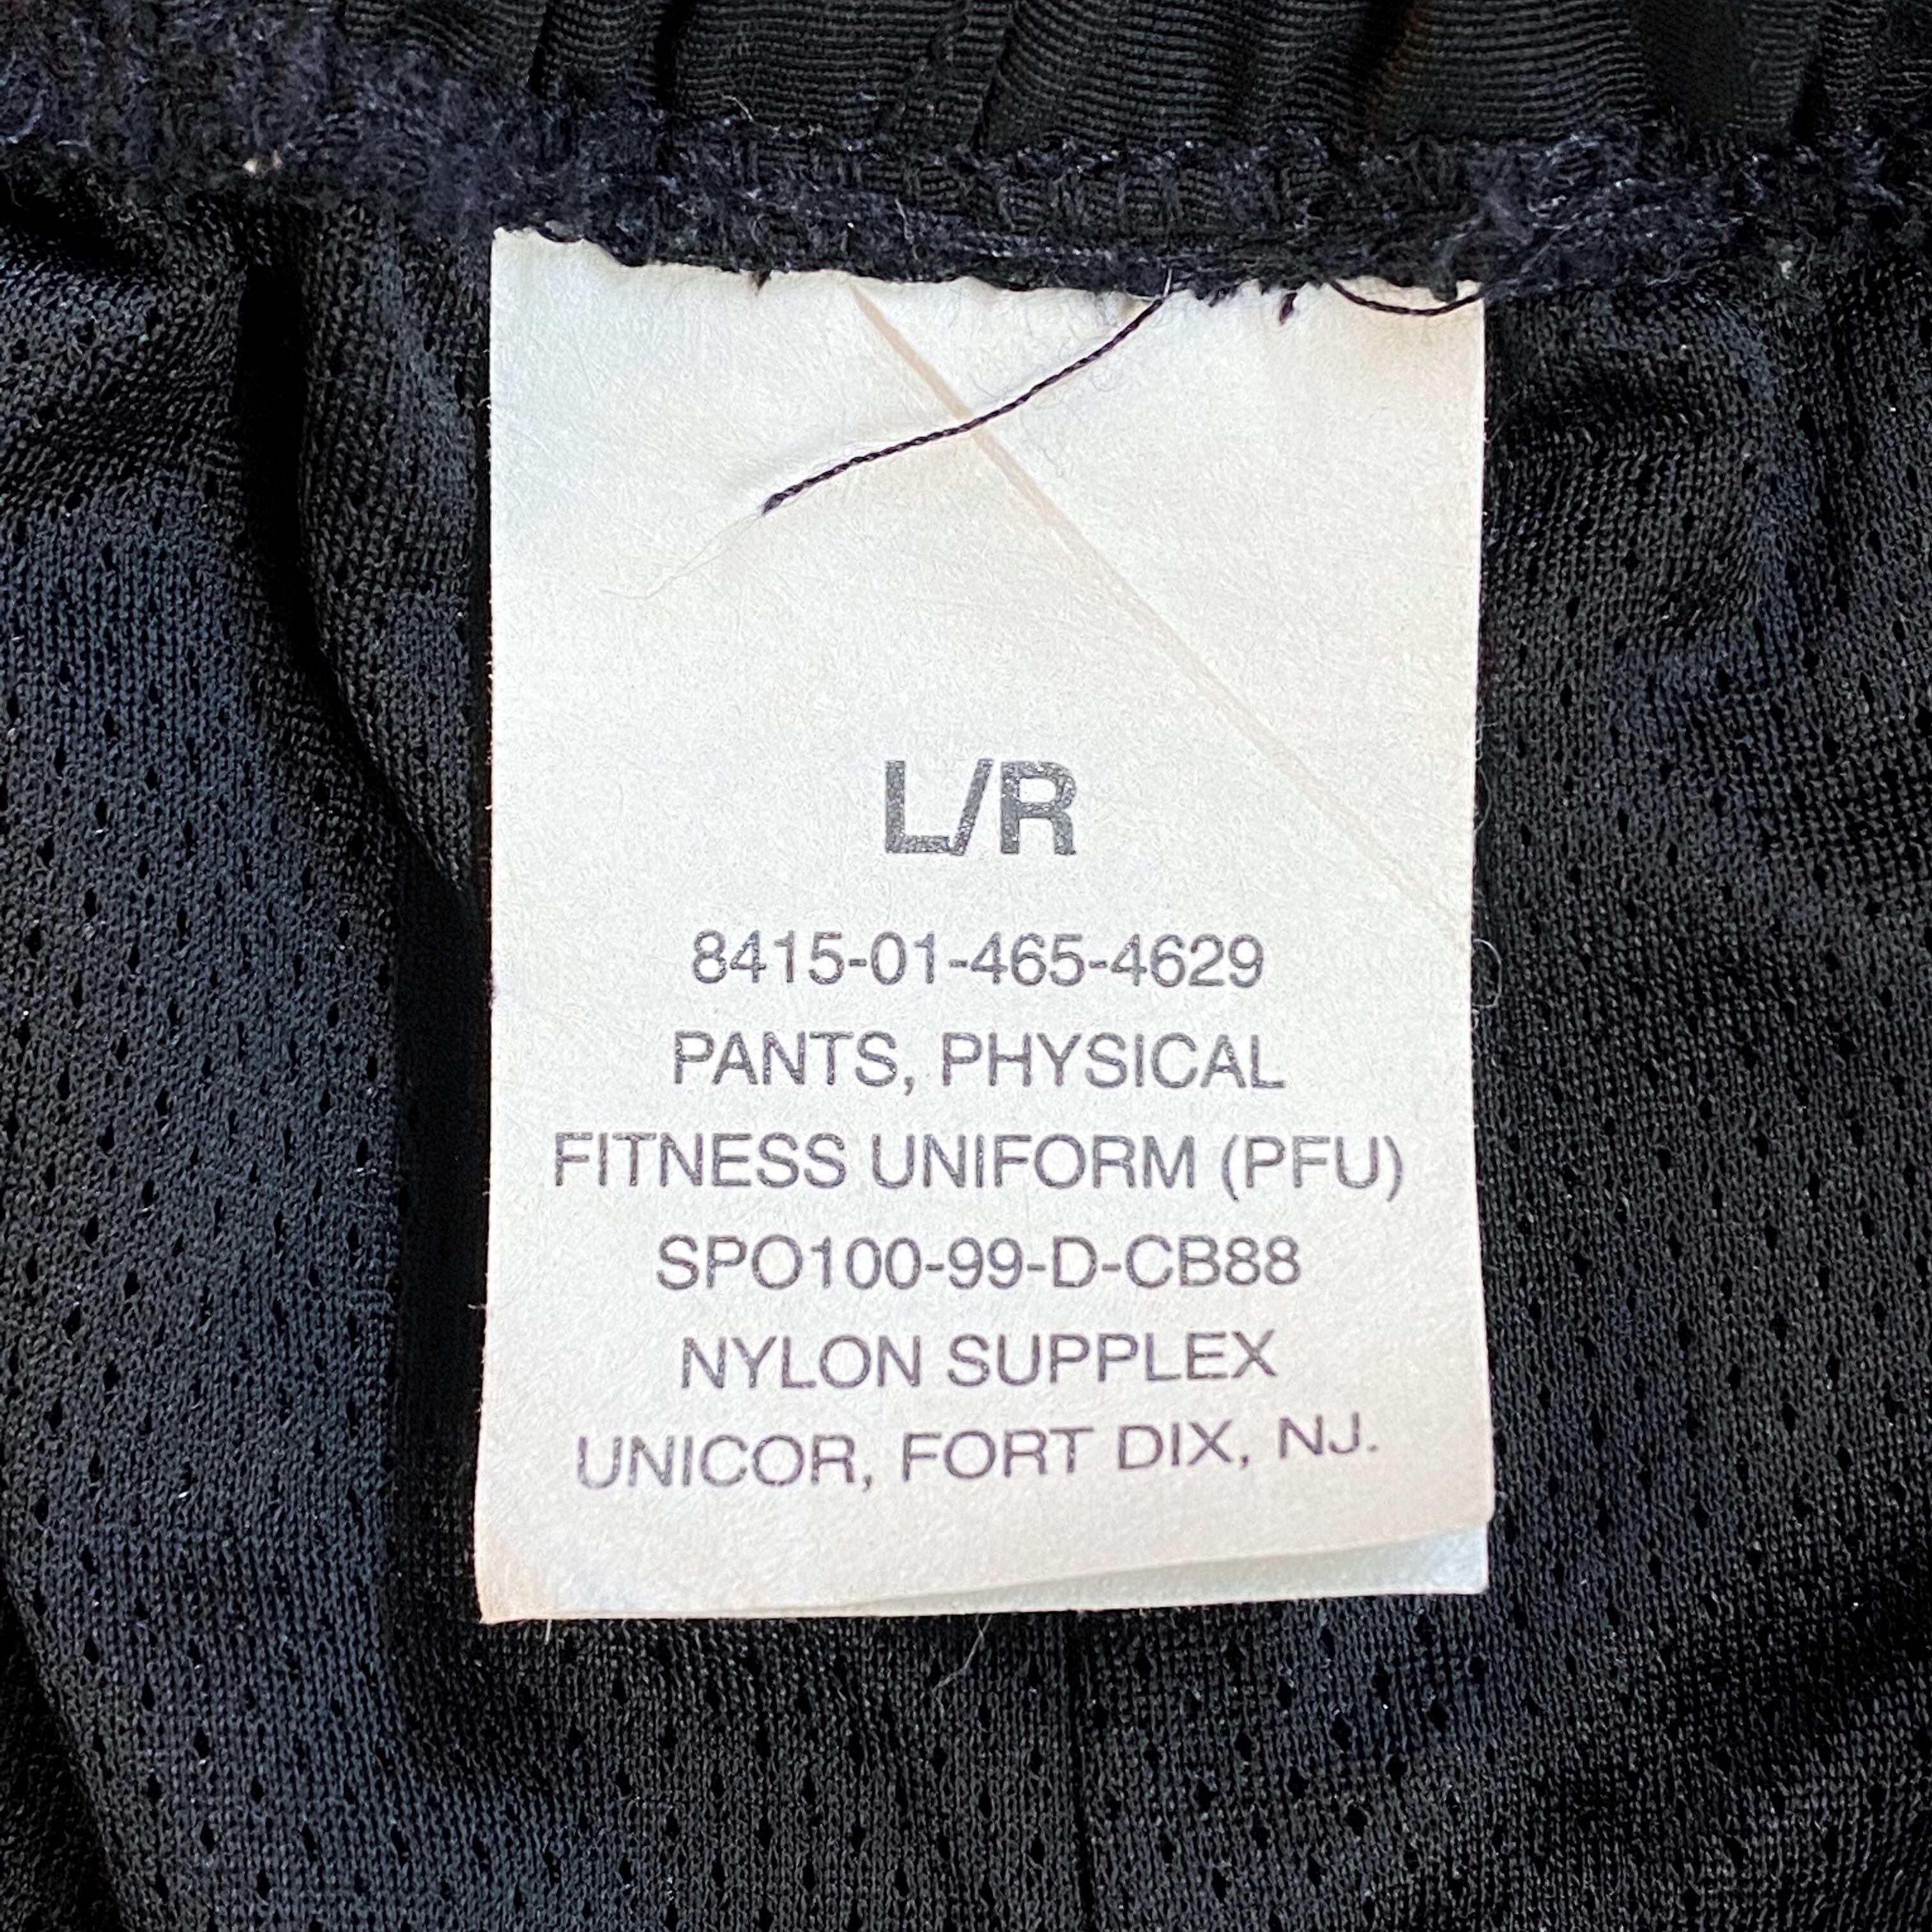 L/R
8415-01-465-4629
PANTS, PHYSICAL
FITNESS UNIFORM (PFU)
SPO100-99-D-CB88
NYLON SUPPLEX
UNICOR, FORT DIX, NJ.